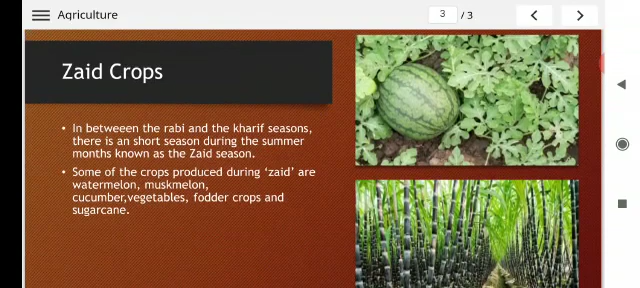 Agriculture
3 / 3
Zaid Crops
• In betweeen the rabi and the kharif seasons,
there is an short season during the summer
months known as the Zaid season.
• Some of the crops produced during ‘zaid’ are
watermelon, muskmelon,
cucumber,vegetables, fodder crops and
sugarcane.